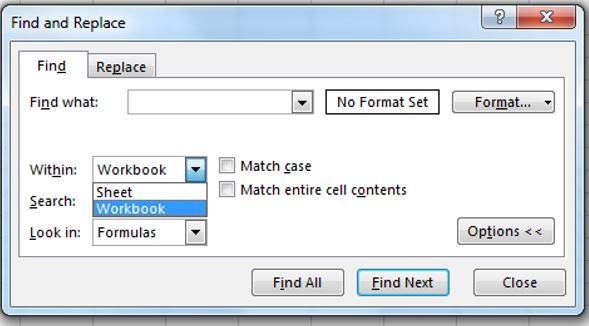 Find and Replace ?
Find Replace
Find what: No Format Set Format...
Within: Workbook Match case
Sheet
Workbook Match entire cell contents
Search:
Look in: Formulas Options <<
Find All Find Next Close